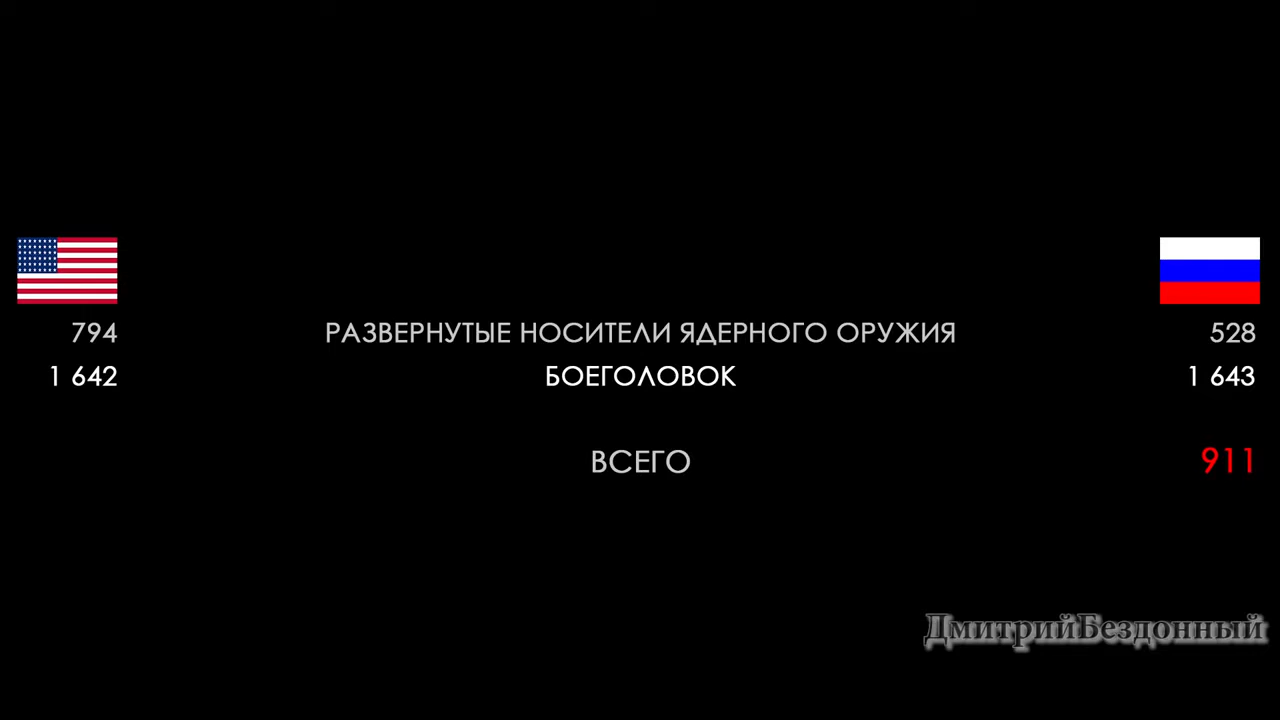 794 РАЗВЕРНУТЫЕ НОСИТЕЛИ ЯДЕРНОГО ОРУЖИЯ 528
1 642 БОЕГОЛОВОК 1 643
ВСЕГО 911
ДмитрийБездонный